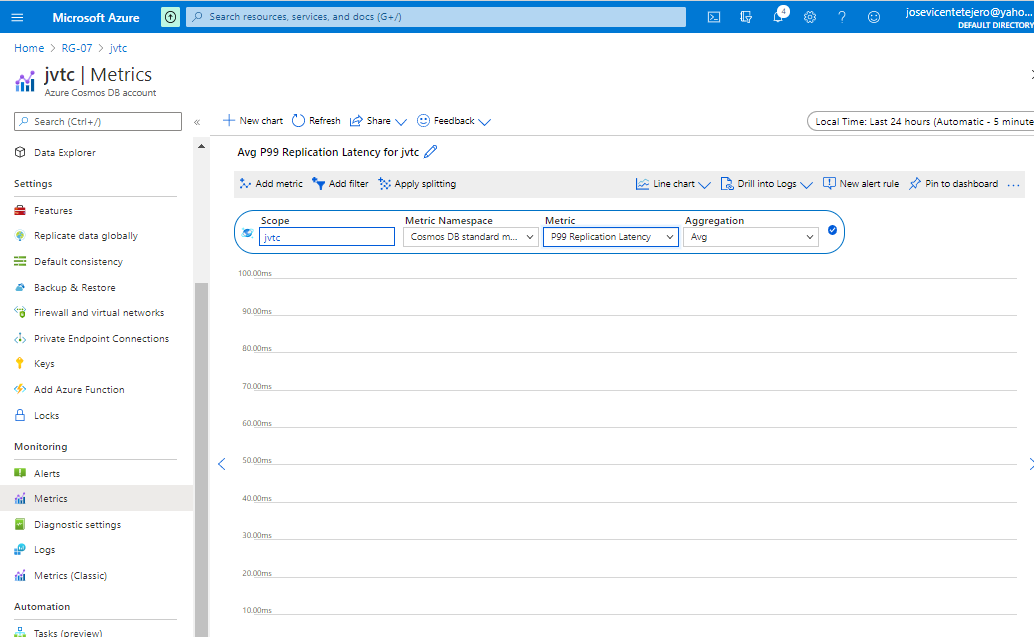 Microsoft Azure
Search resources, services, and docs (G+/)
4
josevicentetejero@yaho...
DEFAULT DIRECTORY
Home > RG-07 > jvtc
jvtc | Metrics
Azure Cosmos DB account
Search (Ctrl+/)
«
New chart
Refresh
Share
Feedback
Local Time: Last 24 hours (Automatic - 5 minute
Data Explorer
Settings
Features
Replicate data globally
Default consistency
Backup & Restore
Firewall and virtual networks
Private Endpoint Connections
Keys
Add Azure Function
Locks
Monitoring
Alerts
Metrics
Diagnostic settings
Logs
Metrics (Classic)
Automation
Tasks (preview)
Avg P99 Replication Latency for jvtc
Add metric
Add filter
Apply splitting
Line chart
Drill into Logs
New alert rule
Pin to dashboard
...
Scope
jvtc
Metric Namespace
Cosmos DB standard m...
Metric
P99 Replication Latency
Aggregation
Avg
100.00ms
90.00ms
80.00ms
70.00ms
60.00ms
50.00ms
40.00ms
30.00ms
20.00ms
10.00ms